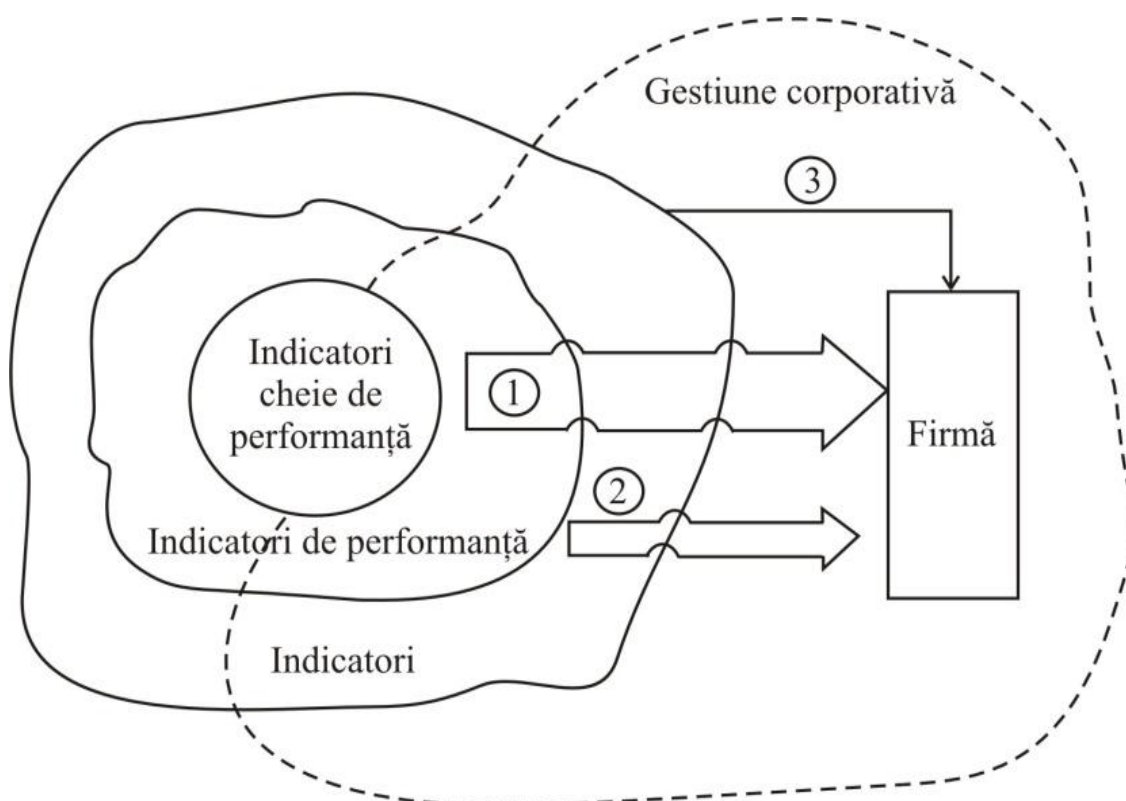 Gestiune corporativă
3
Indicatori
cheie de
performanță
1
Firmă
2
Indicatori de performanță
Indicatori